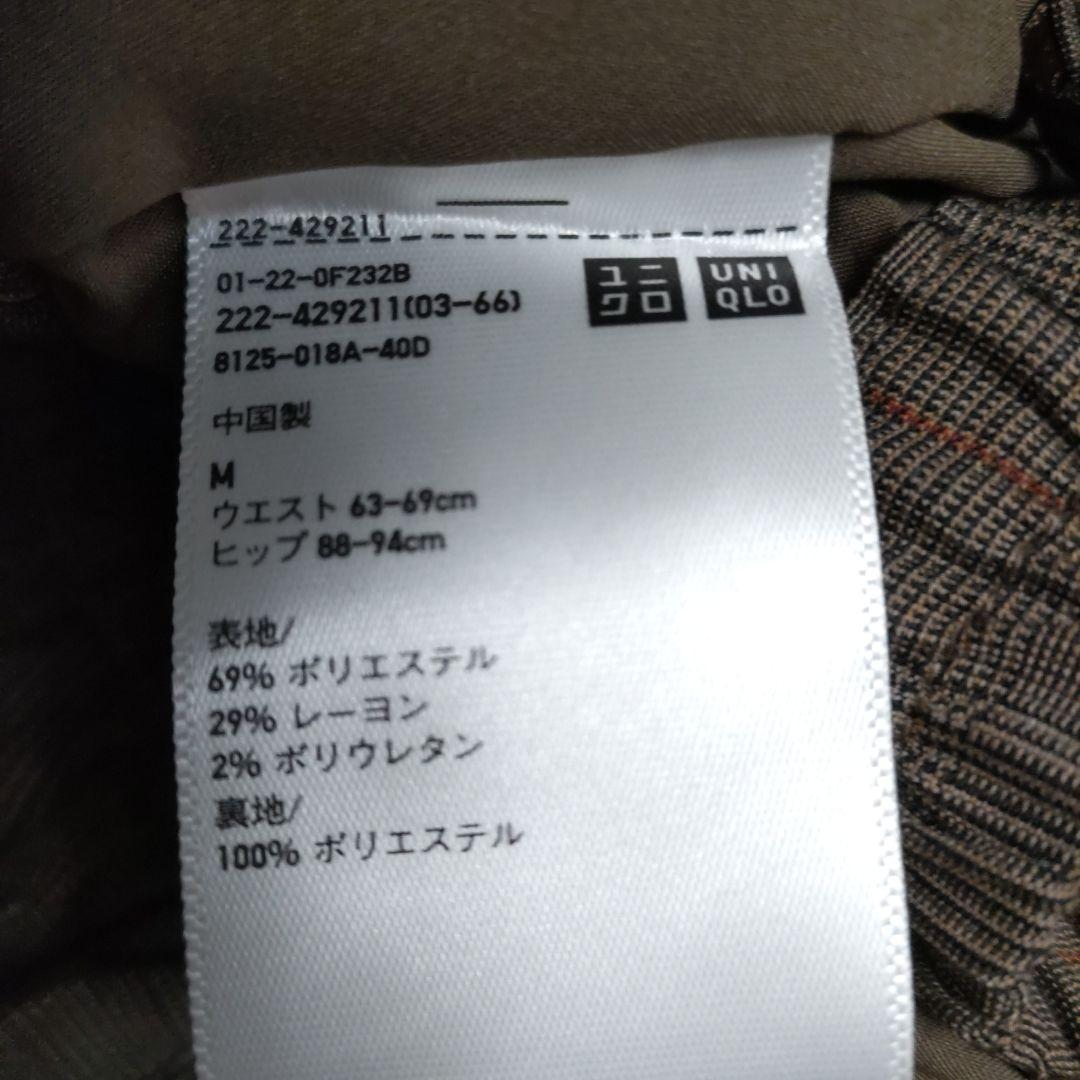 222-429211
01-22-0F232B
222-429211(03-66)
8125-018A-40D
ユニ
クロ
UNI
QLO
中国製
M
ウエスト 63-69cm
ヒップ 88-94cm
表地/
69% ポリエステル
29% レーヨン
2% ポリウレタン
裏地/
100% ポリエステル